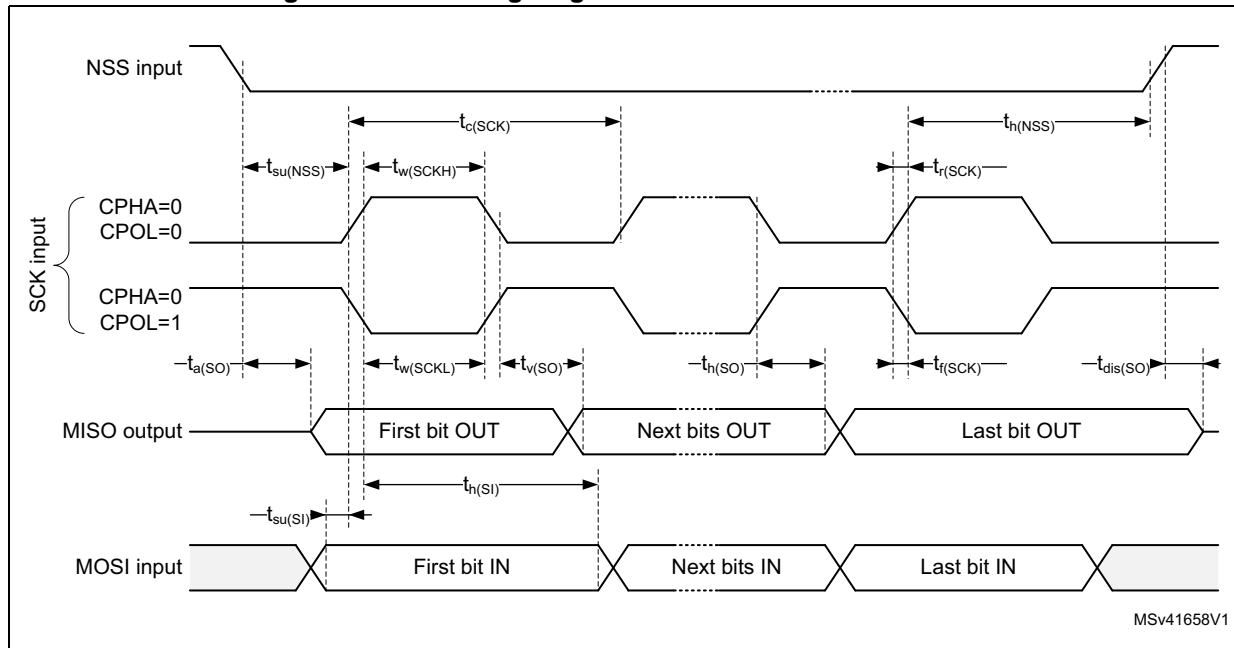 NSS input
tc(SCK)
th(NSS)
tsu(NSS)
tw(SCKH)
tr(SCK)
SCK input
CPHA=0
CPOL=0
CPHA=0
CPOL=1
ta(SO)
tw(SCKL)
tv(SO)
th(SO)
tf(SCK)
tdis(SO)
MISO output
First bit OUT
Next bits OUT
Last bit OUT
th(SI)
tsu(SI)
MOSI input
First bit IN
Next bits IN
Last bit IN
MSv41658V1